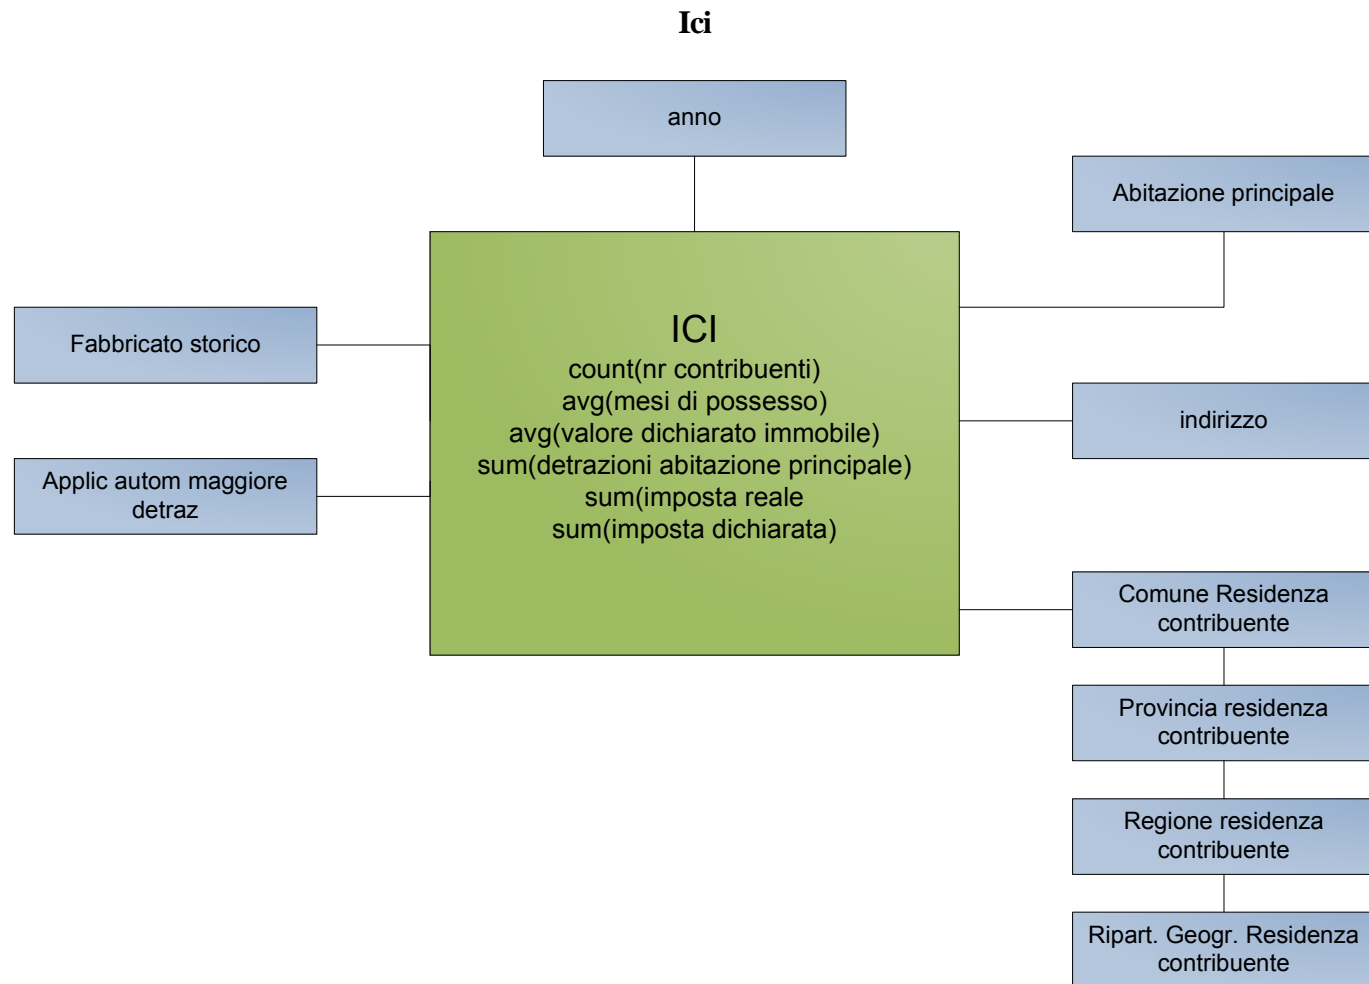 Ici
anno
Abitazione principale
Fabbricato storico
ICI
count(nr contribuenti)
avg(mesi di possesso)
avg(valore dichiarato immobile)
sum(detrazioni abitazione principale)
sum(imposta reale
sum(imposta dichiarata)
indirizzo
Applic autom maggiore
detraz
Comune Residenza
contribuente
Provincia residenza
contribuente
Regione residenza
contribuente
Ripart. Geogr. Residenza
contribuente